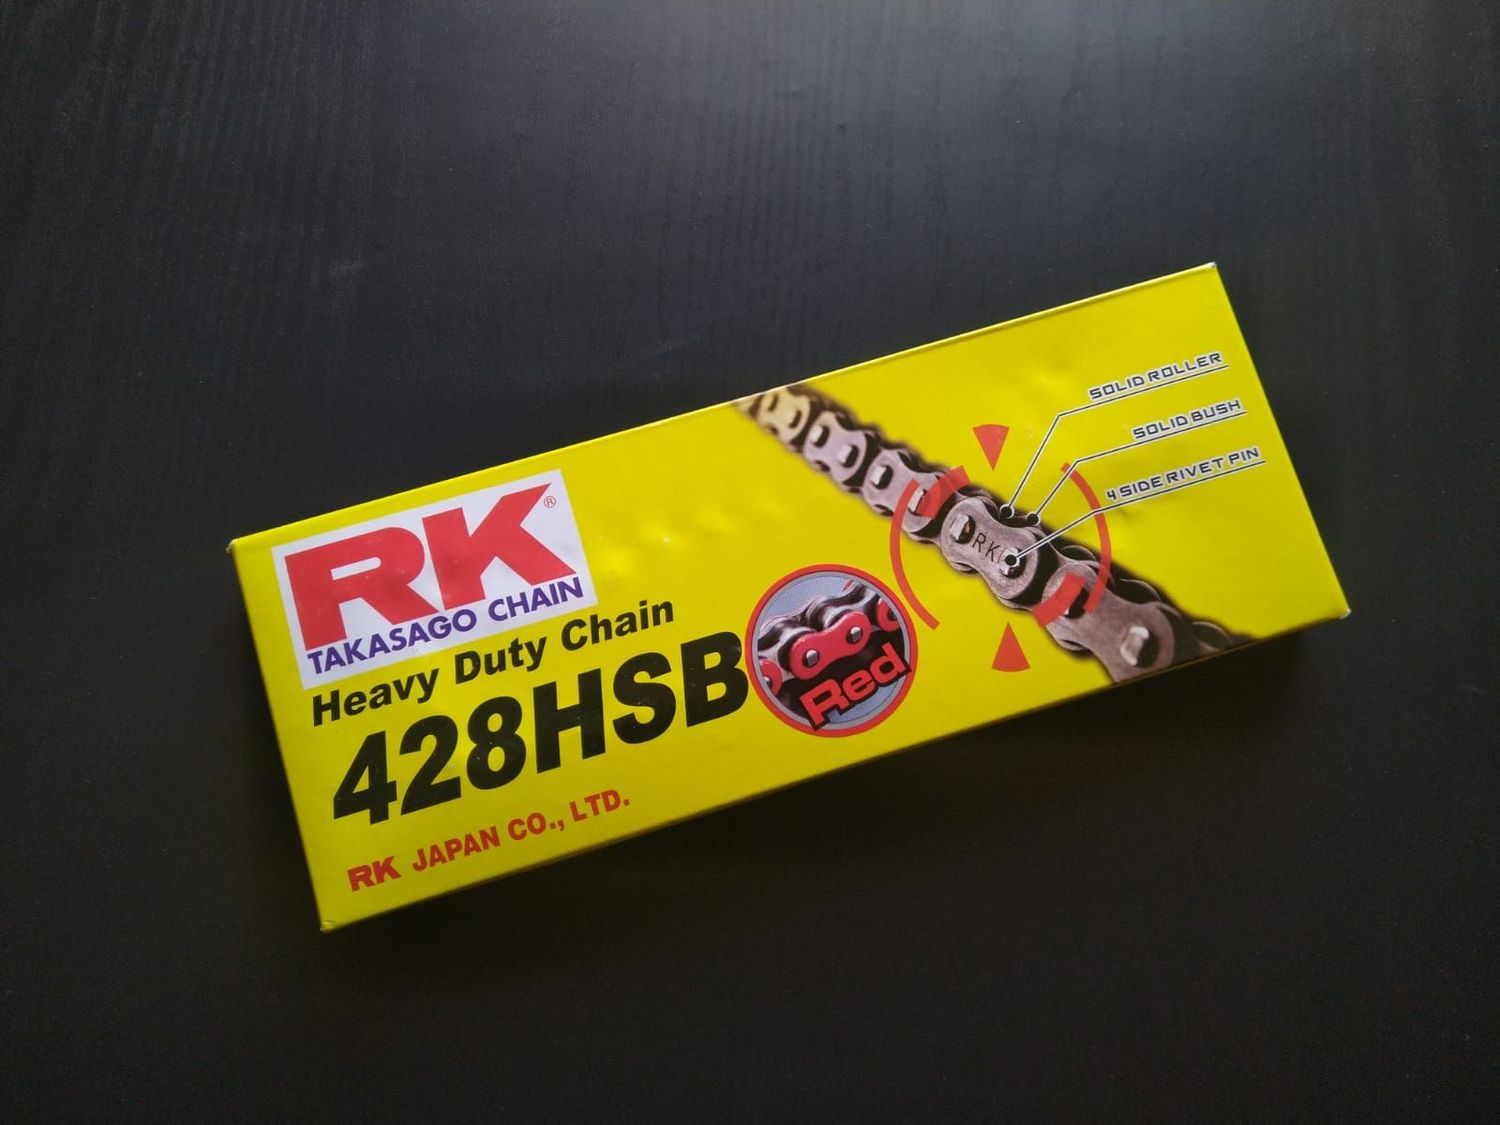 RK®
TAKASAGO CHAIN
Heavy Duty Chain
428HSB
Red
RK JAPAN CO., LTD.
SOLID ROLLER
SOLID BUSH
4 SIDE RIVET PIN
RK